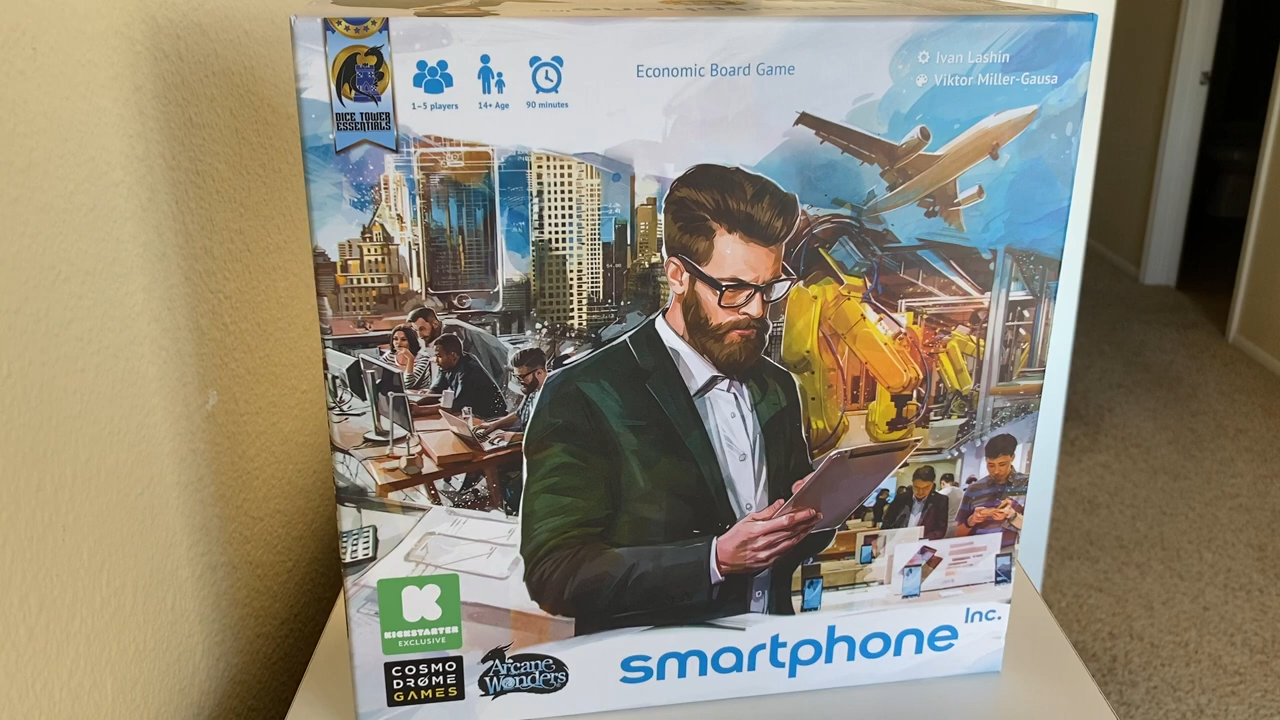 DICE TOWER
ESSENTIALS
1–5 players
14+ Age
90 minutes
Economic Board Game
Ivan Lashin
Viktor Miller-Gausa
KICKSTARTER
EXCLUSIVE
COSMO
DRØME
GAMES
Arcane
Wonders
smartphone
Inc.